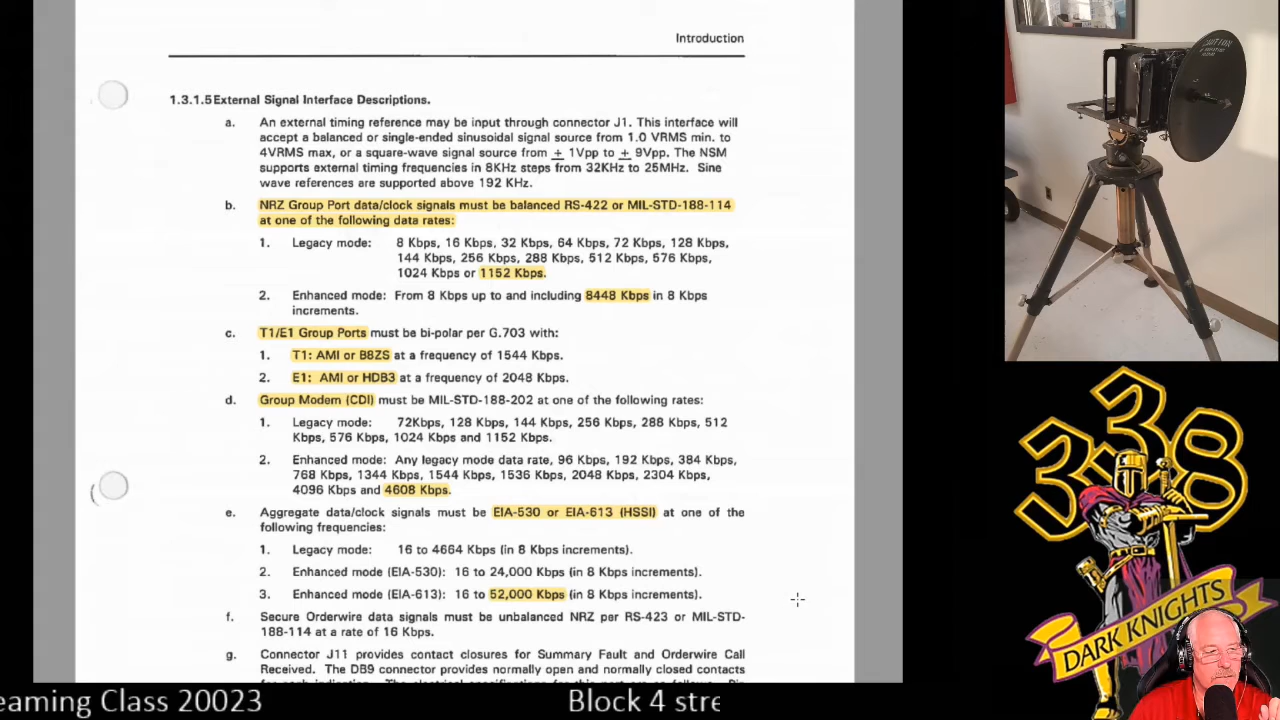 Introduction
1.3.1.5External Signal Interface Descriptions.
a. An external timing reference may be input through connector J1. This interface will
accept a balanced or single-ended sinusoidal signal source from 1.0 VRMS min. to
4VRMS max, or a square-wave signal source from ± 1Vpp to ± 9Vpp. The NSM
supports external timing frequencies in 8KHz steps from 32KHz to 25MHz. Sine
wave references are supported above 192 KHz.
b. NRZ Group Port data/clock signals must be balanced RS-422 or MIL-STD-188-114
at one of the following data rates:
1. Legacy mode: 8 Kbps, 16 Kbps, 32 Kbps, 64 Kbps, 72 Kbps, 128 Kbps,
144 Kbps, 256 Kbps, 288 Kbps, 512 Kbps, 576 Kbps,
1024 Kbps or 1152 Kbps.
2. Enhanced mode: From 8 Kbps up to and including 8448 Kbps in 8 Kbps
increments.
c. T1/E1 Group Ports must be bi-polar per G.703 with:
1. T1: AMI or B8ZS at a frequency of 1544 Kbps.
2. E1: AMI or HDB3 at a frequency of 2048 Kbps.
d. Group Modem (CDI) must be MIL-STD-188-202 at one of the following rates:
1. Legacy mode: 72Kbps, 128 Kbps, 144 Kbps, 256 Kbps, 288 Kbps, 512
Kbps, 576 Kbps, 1024 Kbps and 1152 Kbps.
2. Enhanced mode: Any legacy mode data rate, 96 Kbps, 192 Kbps, 384 Kbps,
768 Kbps, 1344 Kbps, 1544 Kbps, 1536 Kbps, 2048 Kbps, 2304 Kbps,
4096 Kbps and 4608 Kbps.
e. Aggregate data/clock signals must be EIA-530 or EIA-613 (HSSI) at one of the
following frequencies:
1. Legacy mode: 16 to 4664 Kbps (in 8 Kbps increments).
2. Enhanced mode (EIA-530): 16 to 24,000 Kbps (in 8 Kbps increments).
3. Enhanced mode (EIA-613): 16 to 52,000 Kbps (in 8 Kbps increments).
f. Secure Orderwire data signals must be unbalanced NRZ per RS-423 or MIL-STD-
188-114 at a rate of 16 Kbps.
g. Connector J11 provides contact closures for Summary Fault and Orderwire Call
Received. The DB9 connector provides normally open and normally closed contacts
CAUTION
338
DARK KNIGHTS
eaming Class 20023
Block 4 stre